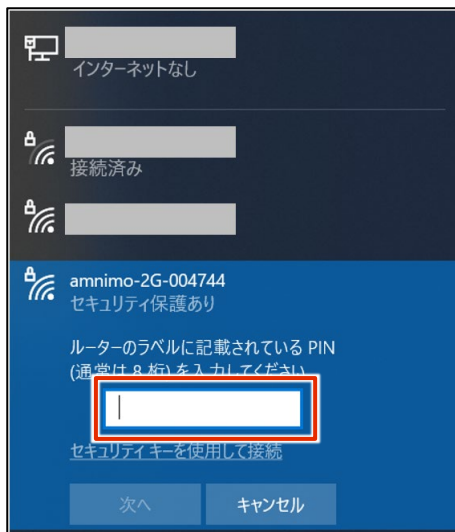 インターネットなし
接続済み
amnimo-2G-004744
セキュリティ保護あり
ルーターのラベルに記載されている PIN
(通常は 8 桁) を入力してください
セキュリティ キーを使用して接続
次へ キャンセル